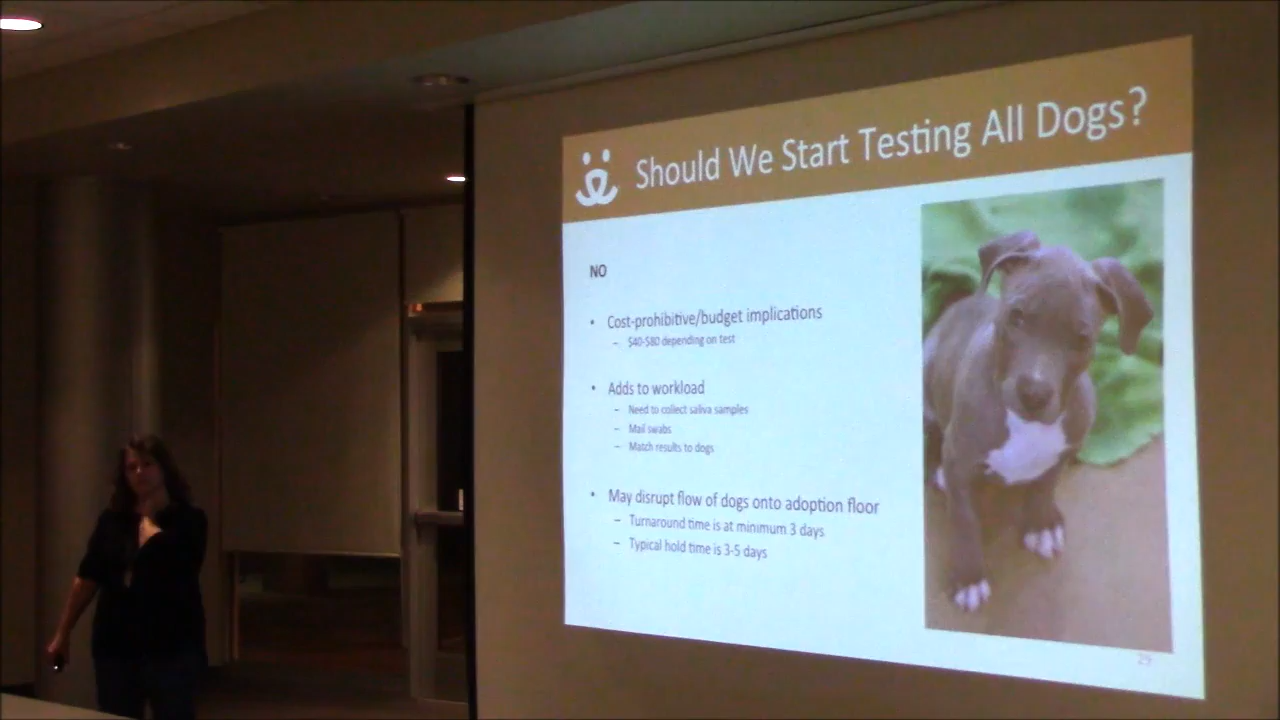 Should We Start Testing All Dogs?
NO
• Cost-prohibitive/budget implications
– $40-$80 depending on test
• Adds to workload
– Need to collect saliva samples
– Mail swabs
– Match results to dogs
• May disrupt flow of dogs onto adoption floor
– Turnaround time is at minimum 3 days
– Typical hold time is 3-5 days